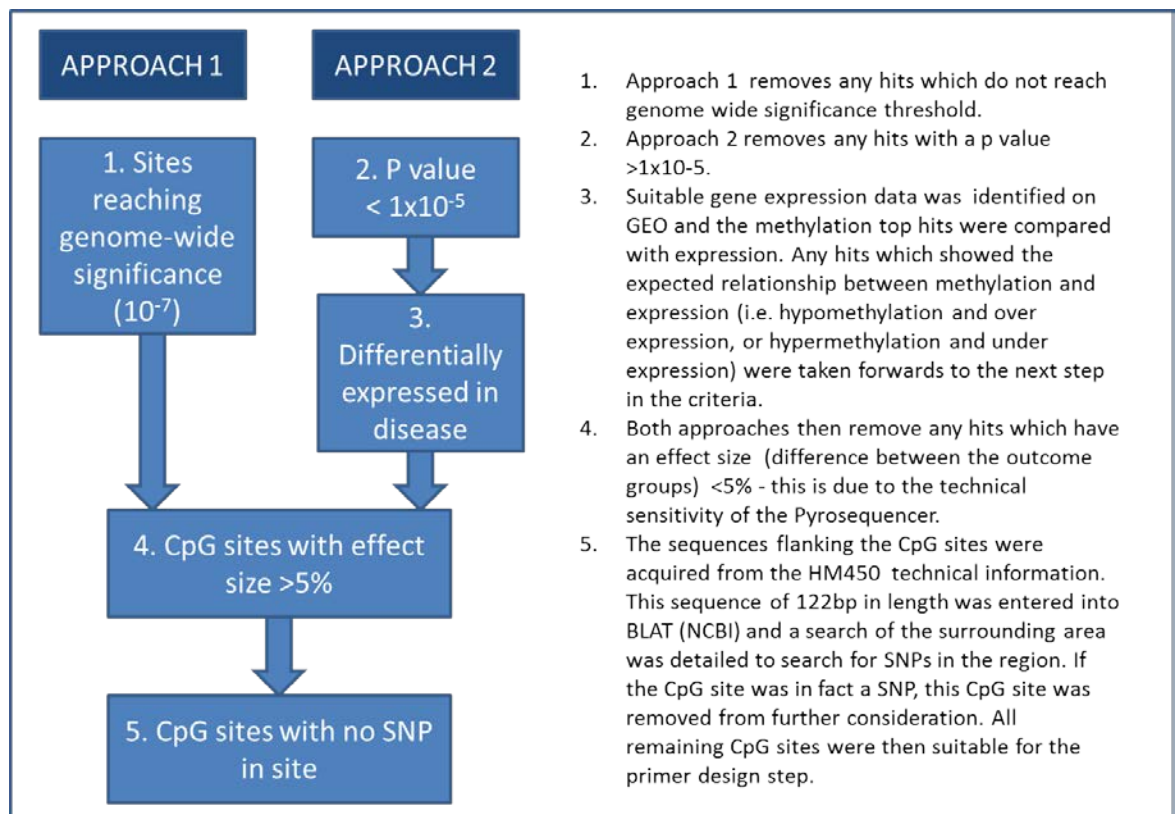 APPROACH 1
APPROACH 2
1. Sites
reaching
genome-wide
significance
(10⁻⁷)
2. P value
< 1x10⁻⁵
3.
Differentially
expressed in
disease
4. CpG sites with effect
size >5%
5. CpG sites with no SNP
in site
1. Approach 1 removes any hits which do not reach
genome wide significance threshold.
2. Approach 2 removes any hits with a p value
>1x10-5.
3. Suitable gene expression data was identified on
GEO and the methylation top hits were compared
with expression. Any hits which showed the
expected relationship between methylation and
expression (i.e. hypomethylation and over
expression, or hypermethylation and under
expression) were taken forwards to the next step
in the criteria.
4. Both approaches then remove any hits which have
an effect size (difference between the outcome
groups) <5% - this is due to the technical
sensitivity of the Pyrosequencer.
5. The sequences flanking the CpG sites were
acquired from the HM450 technical information.
This sequence of 122bp in length was entered into
BLAT (NCBI) and a search of the surrounding area
was detailed to search for SNPs in the region. If
the CpG site was in fact a SNP, this CpG site was
removed from further consideration. All
remaining CpG sites were then suitable for the
primer design step.